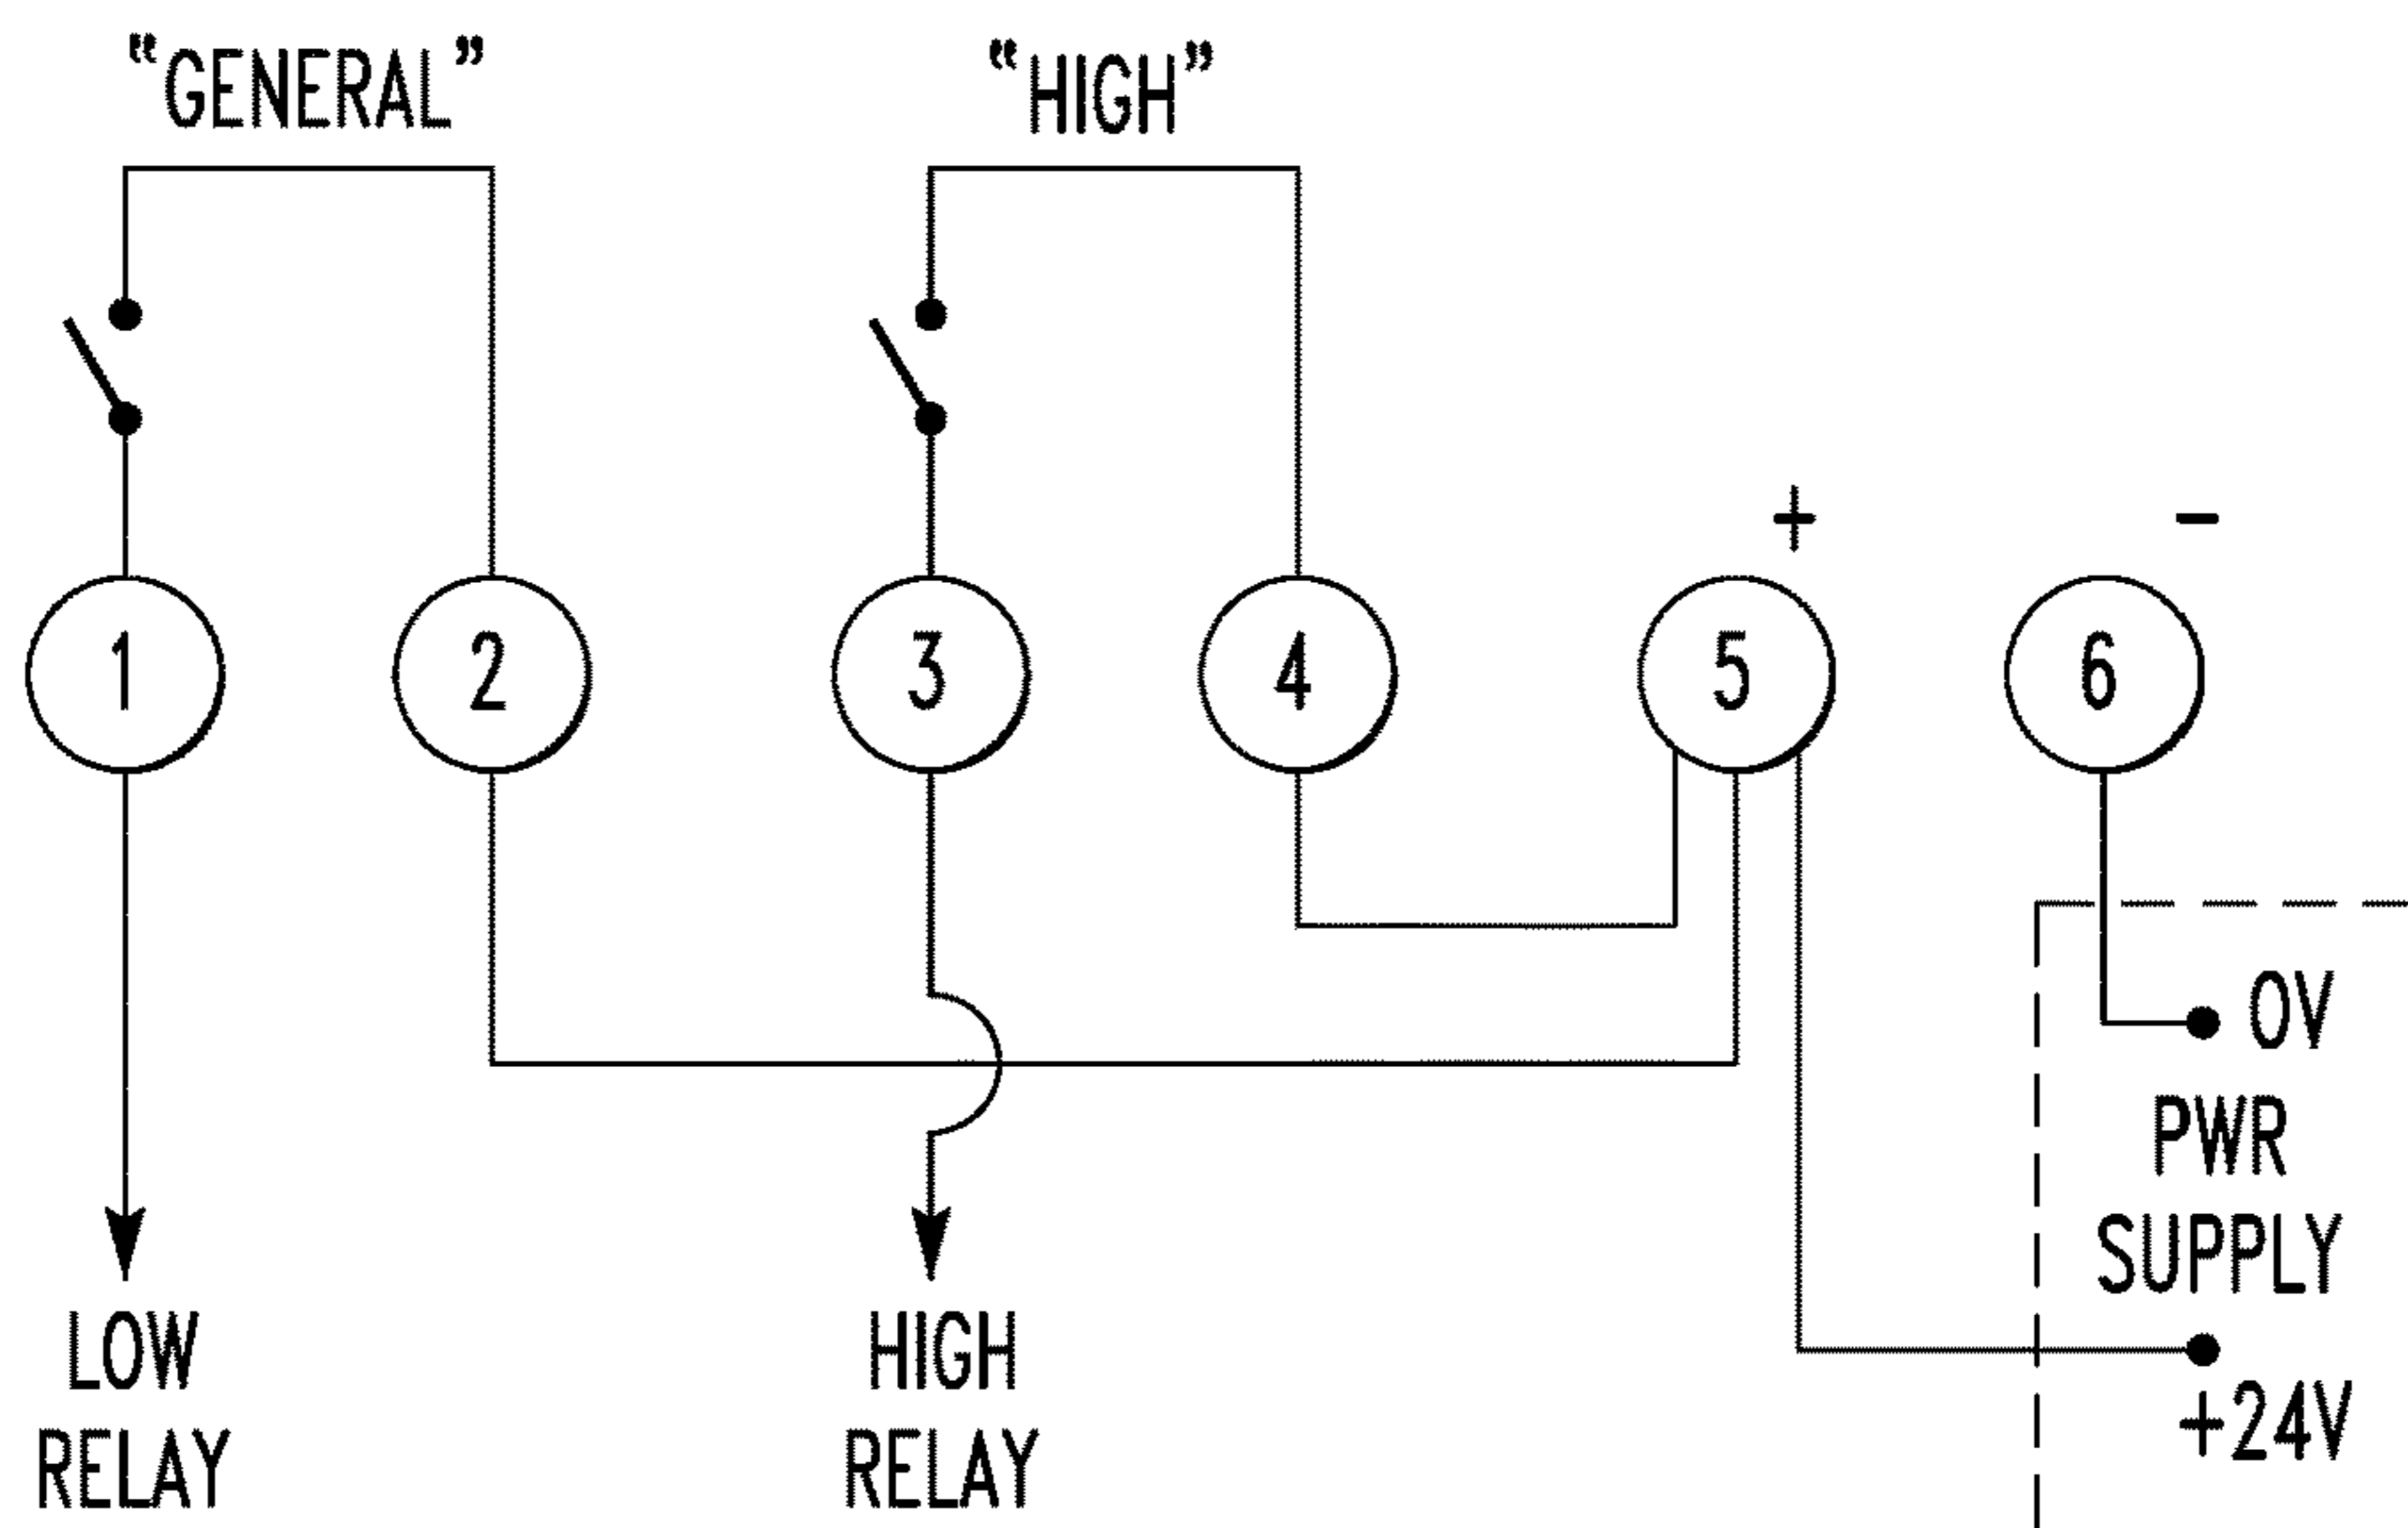 “GENERAL”
“HIGH”
+
-
1
2
3
4
5
6
0V
PWR
SUPPLY
+24V
LOW
RELAY
HIGH
RELAY